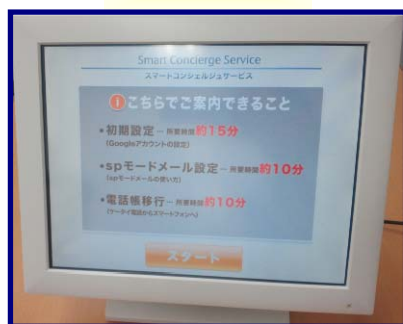 Smart Concierge Service
スマートコンシェルジュサービス
i こちらでご案内できること
・初期設定 … 所要時間 約15分
(Googleアカウントの設定)
・spモードメール設定 … 所要時間 約10分
(spモードメールの使い方)
・電話帳移行 … 所要時間 約10分
(ケータイ電話からスマートフォンへ)
スタート